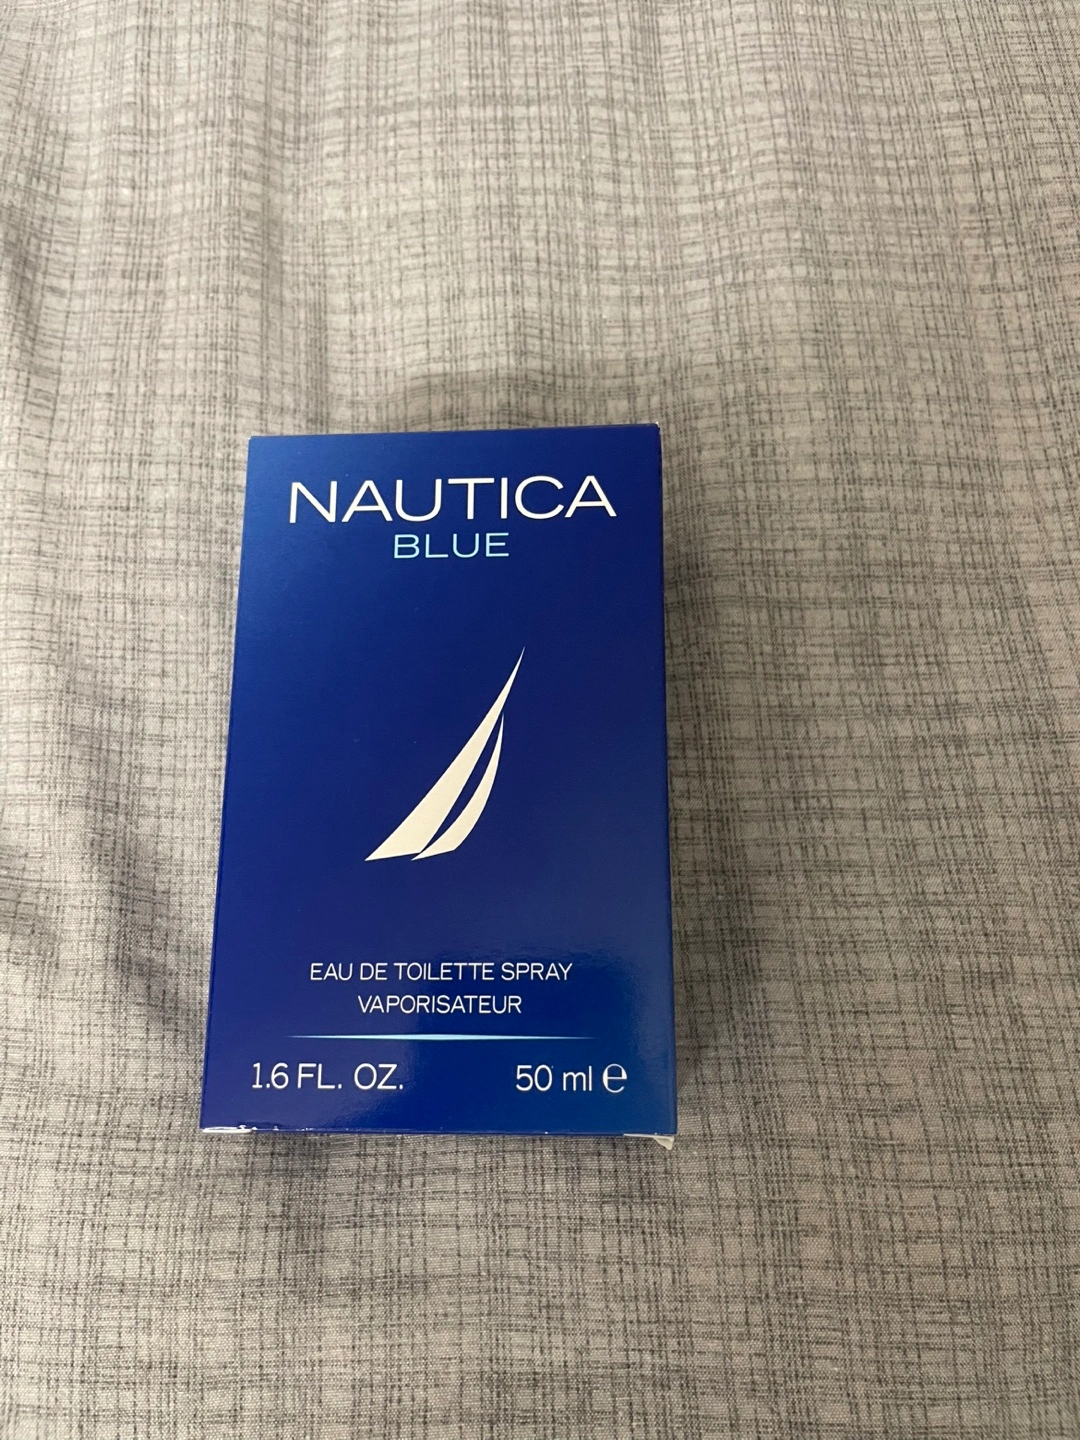 NAUTICA
BLUE
EAU DE TOILETTE SPRAY
VAPORISATEUR
1.6 FL. OZ. 50 ml ℮